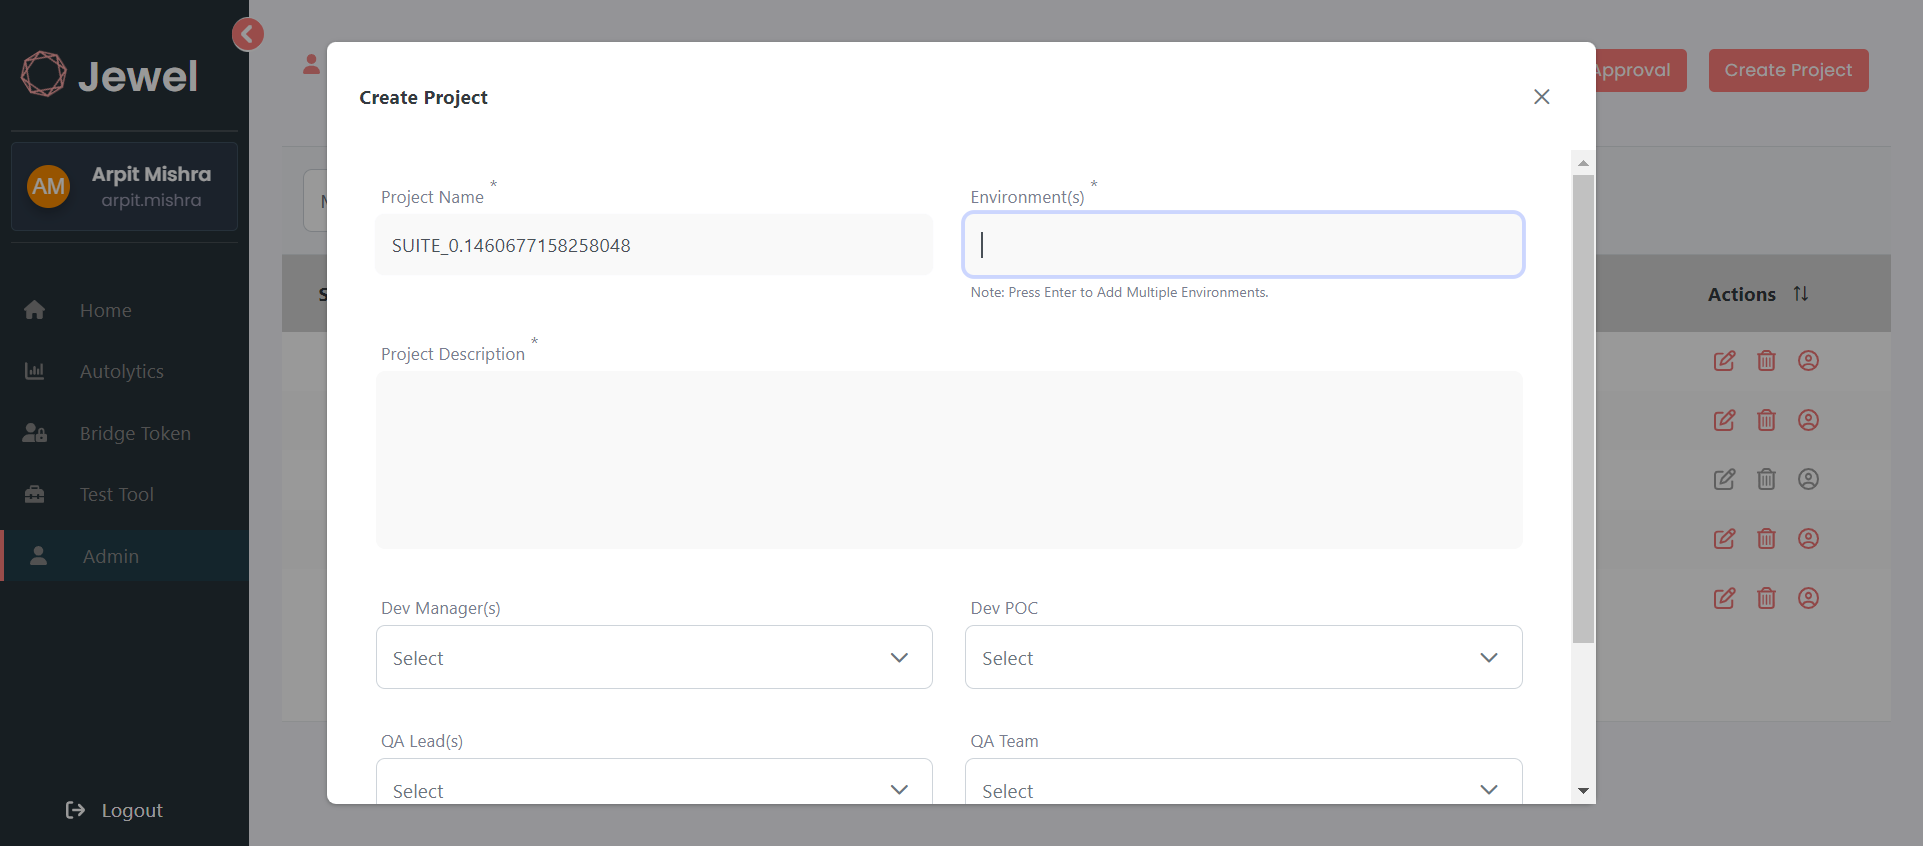 Jewel
AM
Arpit Mishra
arpit.mishra
Home
Autolytics
Bridge Token
Test Tool
Admin
Logout
Approval
Create Project
Actions
Create Project
Project Name *
Environment(s) *
SUITE_0.1460677158258048
Note: Press Enter to Add Multiple Environments.
Project Description *
Dev Manager(s)
Dev POC
Select
Select
QA Lead(s)
QA Team
Select
Select